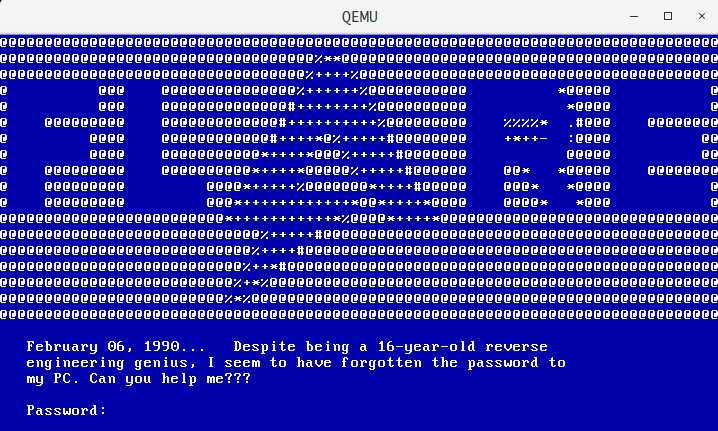 QEMU
FLARE
February 06, 1990...   Despite being a 16-year-old reverse
engineering genius, I seem to have forgotten the password to
my PC. Can you help me???
Password: